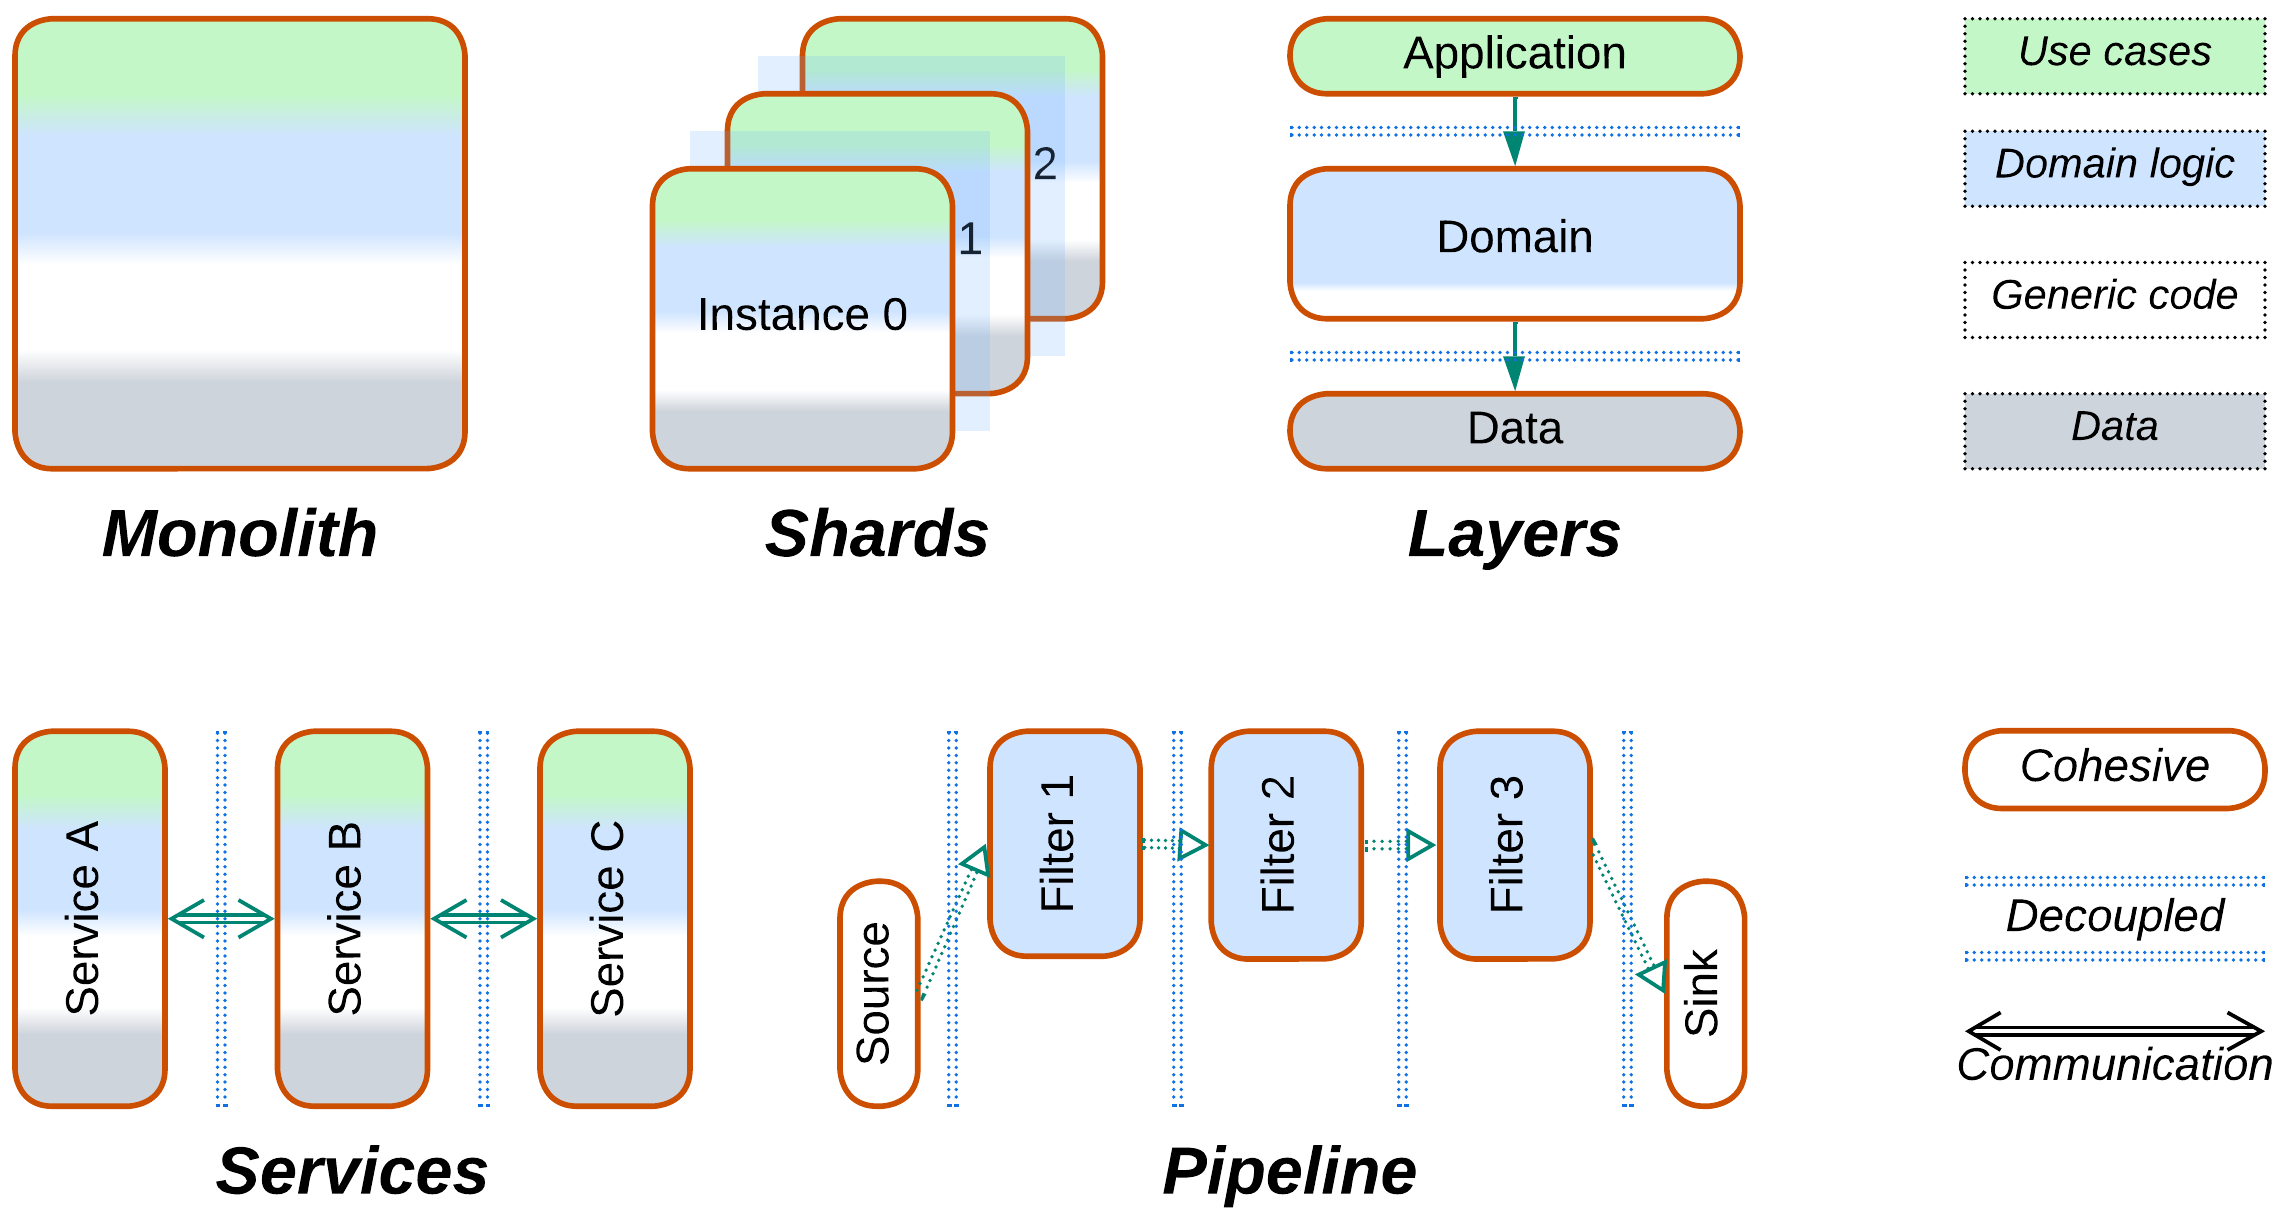 Application
Use cases
2
Domain logic
1
Domain
Instance 0
Generic code
Data
Data
Monolith
Shards
Layers
Service A
Service B
Service C
Source
Filter 1
Filter 2
Filter 3
Sink
Cohesive
Decoupled
Communication
Services
Pipeline